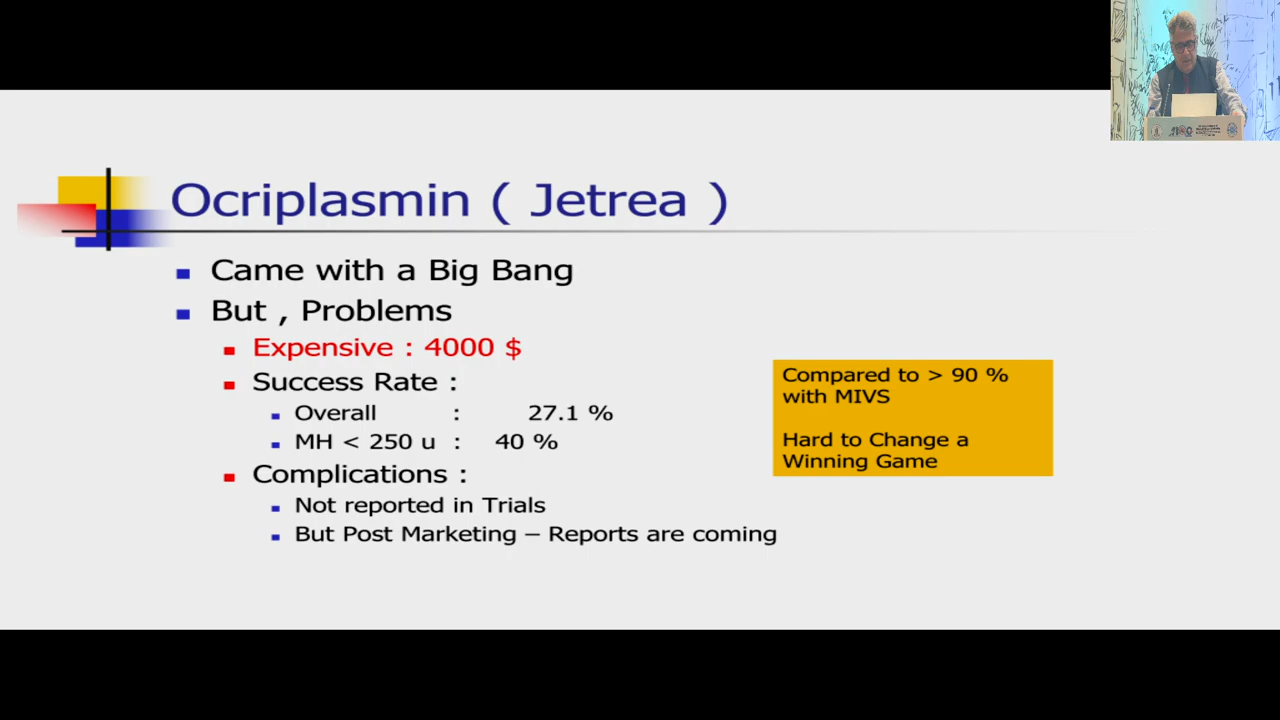 Ocriplasmin ( Jetrea )
Came with a Big Bang
But , Problems
Expensive : 4000 $
Success Rate :
Overall : 27.1 %
MH < 250 u : 40 %
Complications :
Not reported in Trials
But Post Marketing – Reports are coming
Compared to > 90 %
with MIVS
Hard to Change a
Winning Game